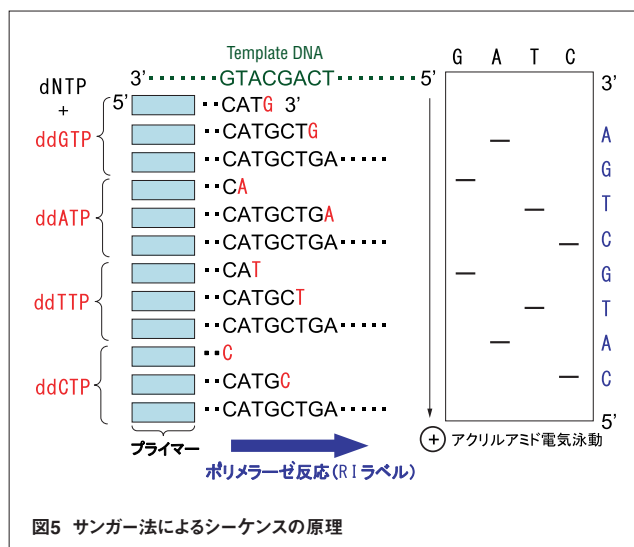 Template DNA
3’‥‥‥‥GTACGACT‥‥‥‥5’
dNTP
+
5’
‥CATG 3’
ddGTP
‥CATGCTG
‥CATGCTGA‥‥‥
‥CA
ddATP
‥CATGCTGA
‥CATGCTGA‥‥‥
‥CAT
ddTTP
‥CATGCT
‥CATGCTGA‥‥‥
‥C
ddCTP
‥CATGC
‥CATGCTGA‥‥‥
プライマー
ポリメラーゼ反応(RIラベル)
G A T C
3’
A
G
T
C
G
T
A
C
5’
+ アクリルアミド電気泳動
図5 サンガー法によるシーケンスの原理